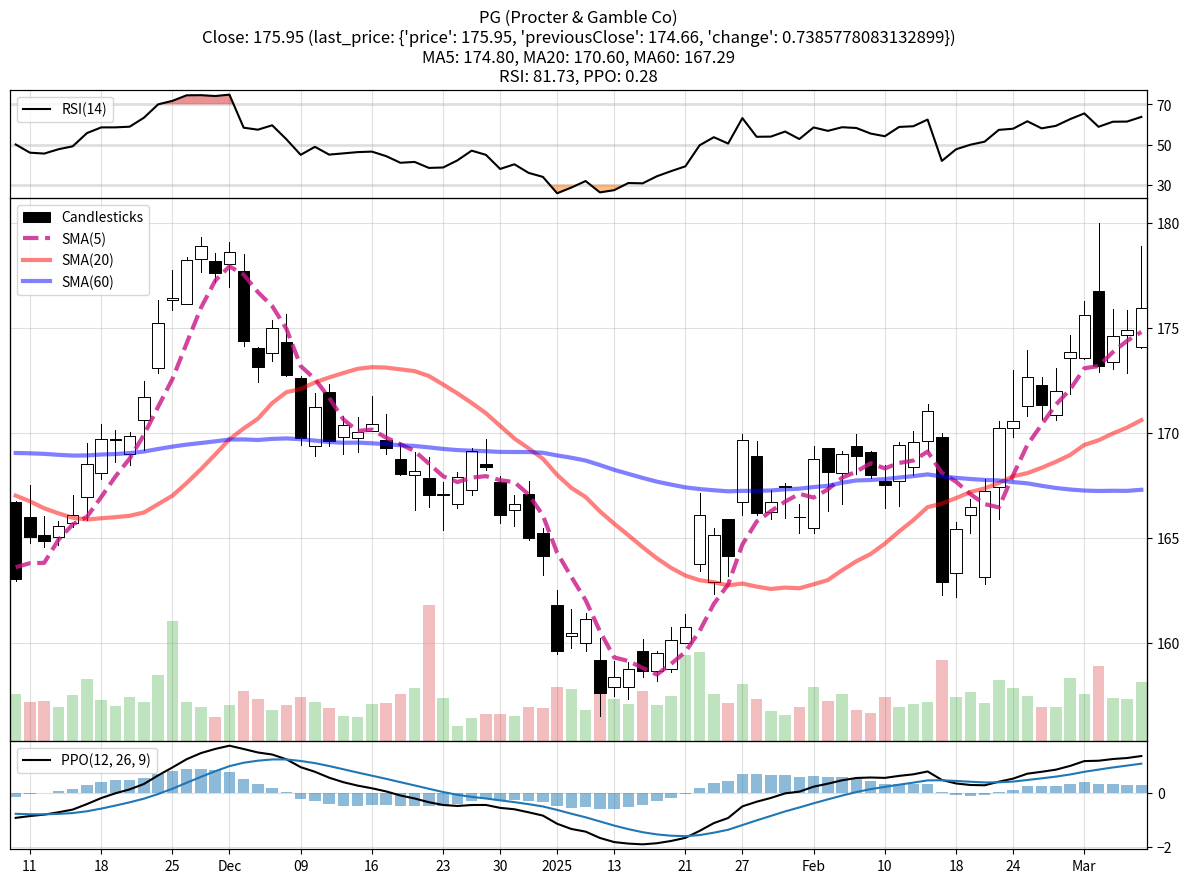 PG (Procter & Gamble Co)
Close: 175.95 (last_price: {'price': 175.95, 'previousClose': 174.66, 'change': 0.7385778083132899})
MA5: 174.80, MA20: 170.60, MA60: 167.29
RSI: 81.73, PPO: 0.28
RSI(14)
70
50
30
Candlesticks
SMA(5)
SMA(20)
SMA(60)
180
175
170
165
160
PPO(12, 26, 9)
0
−2
11 18 25 Dec 09 16 23 30 2025 13 21 27 Feb 10 18 24 Mar